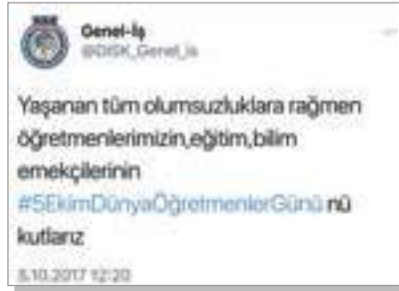 Genel-İş
@DISK_Genel_is
Yaşanan tüm olumsuzluklara rağmen
öğretmenlerimizin,eğitim,bilim
emekçilerinin
#5EkimDünyaÖğretmenlerGünü nü
kutlarız
5.10.2017 12:20